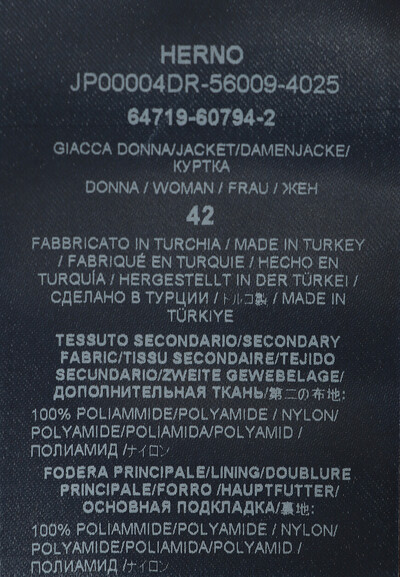 HERNO
JP00004DR-56009-4025
64719-60794-2
GIACCA DONNA/JACKET/DAMENJACKE/
КУРТКА
DONNA / WOMAN / FRAU / ЖЕН
42
FABBRICATO IN TURCHIA / MADE IN TURKEY
/ FABRIQUÉ EN TURQUIE / HECHO EN
TURQUÍA / HERGESTELLT IN DER TÜRKEI /
СДЕЛАНО В ТУРЦИИ / トルコ製 / MADE IN
TÜRKİYE
TESSUTO SECONDARIO/SECONDARY
FABRIC/TISSU SECONDAIRE/TEJIDO
SECUNDARIO/ZWEITE GEWEBELAGE/
ДОПОЛНИТЕЛЬНАЯ ТКАНЬ/第二の布地:
100% POLIAMMIDE/POLYAMIDE / NYLON/
POLYAMIDE/POLIAMIDA/POLYAMID /
ПОЛИАМИД /ナイロン
FODERA PRINCIPALE/LINING/DOUBLURE
PRINCIPALE/FORRO /HAUPTFUTTER/
ОСНОВНАЯ ПОДКЛАДКА/裏地:
100% POLIAMMIDE/POLYAMIDE / NYLON/
POLYAMIDE/POLIAMIDA/POLYAMID /
ПОЛИАМИД /ナイロン